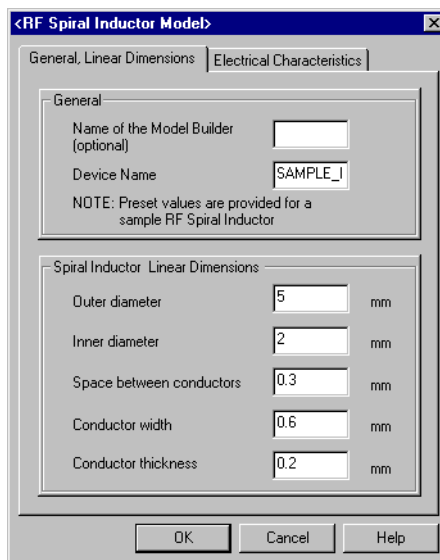 <RF Spiral Inductor Model>
General, Linear Dimensions
Electrical Characteristics
General
Name of the Model Builder
(optional)
Device Name
SAMPLE_I
NOTE: Preset values are provided for a
sample RF Spiral Inductor
Spiral Inductor Linear Dimensions
Outer diameter 5 mm
Inner diameter 2 mm
Space between conductors 0.3 mm
Conductor width 0.6 mm
Conductor thickness 0.2 mm
OK Cancel Help